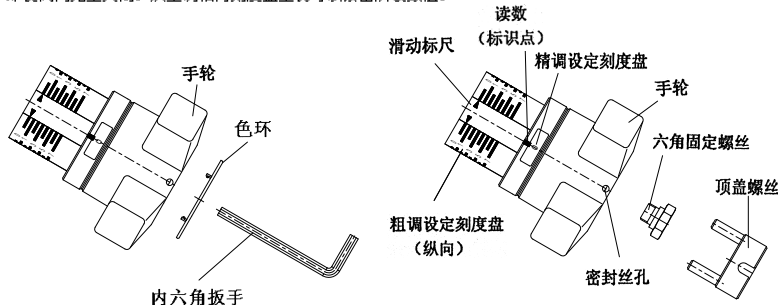 手轮
色环
内六角扳手
读数
（标识点）
滑动标尺
精调设定刻度盘
手轮
六角固定螺丝
顶盖螺丝
粗调设定刻度盘
（纵向）
密封丝孔